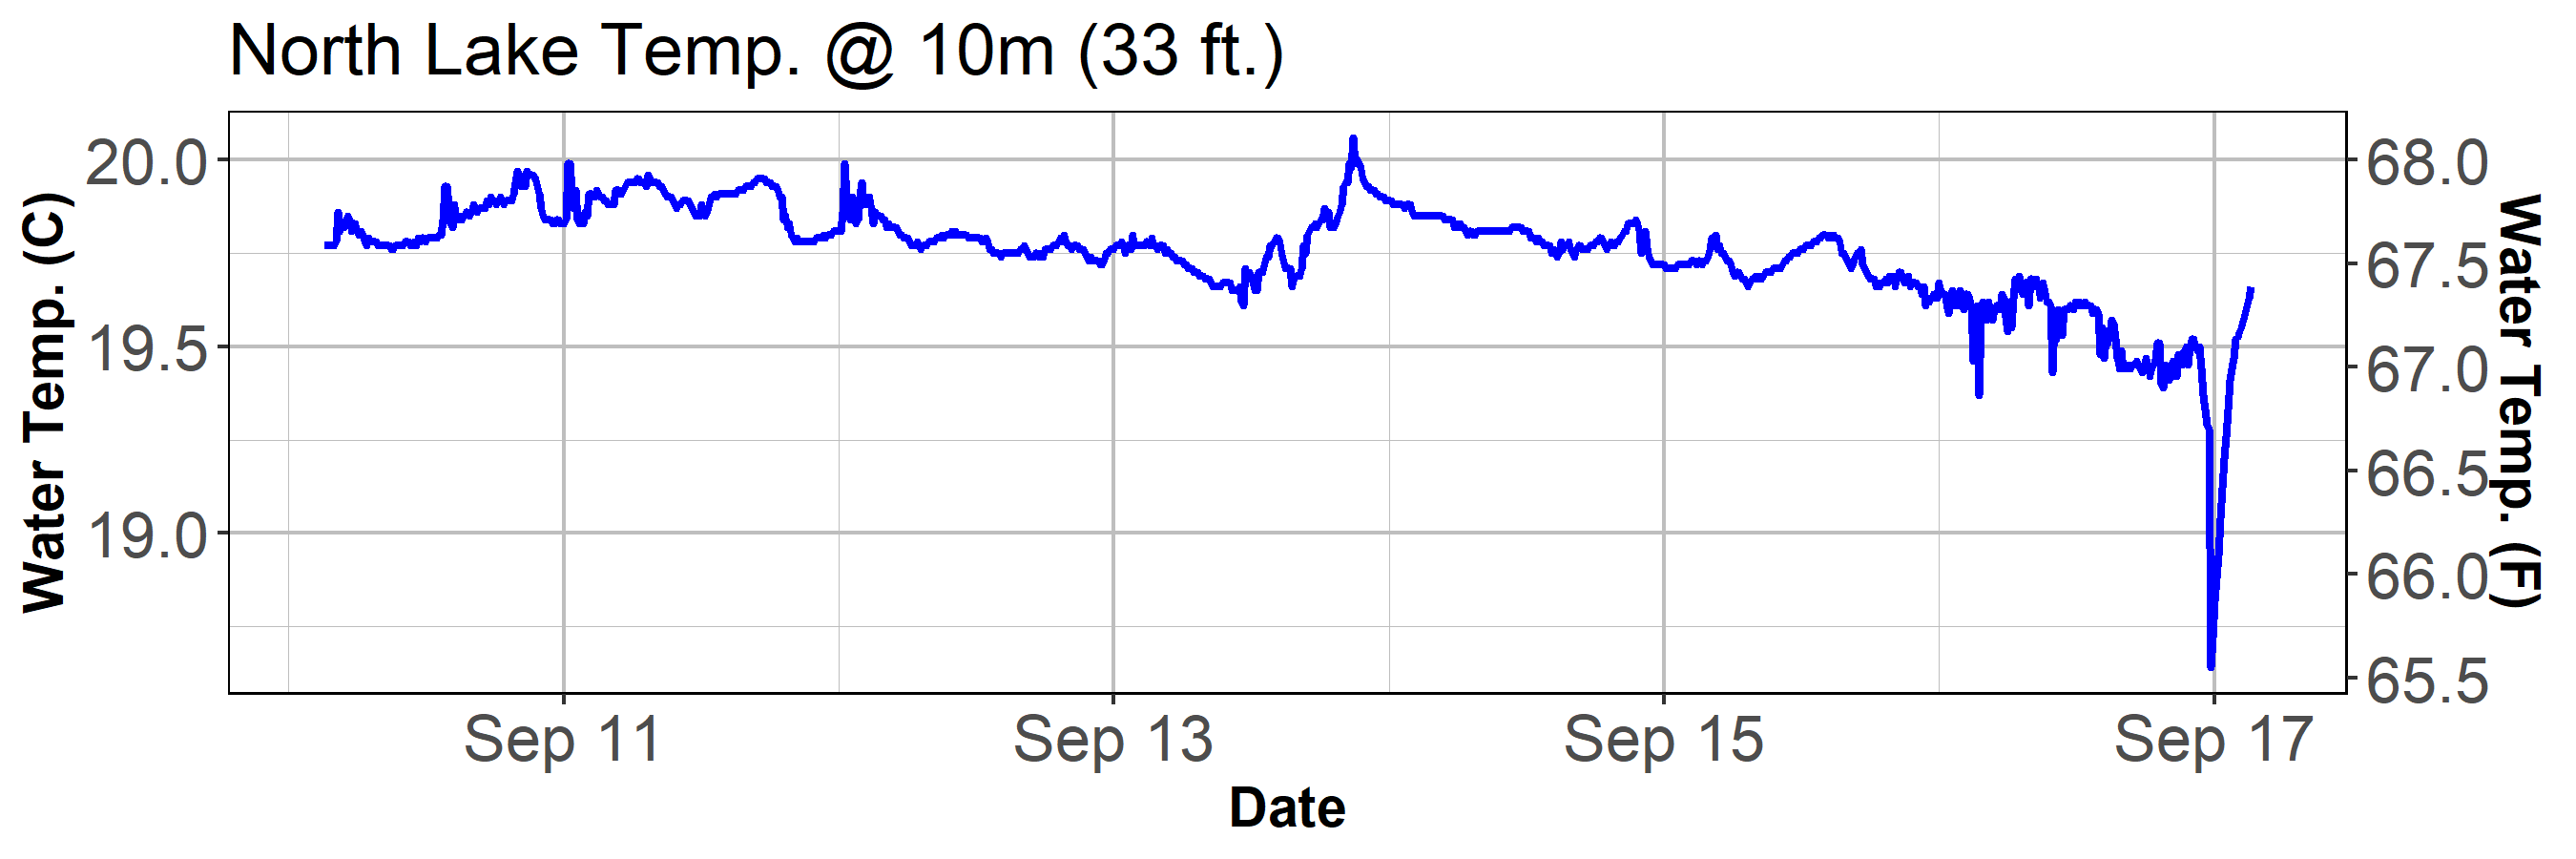 North Lake Temp. @ 10m (33 ft.)
Water Temp. (C)
20.0
19.5
19.0
68.0
67.5
67.0
66.5
66.0
65.5
Water Temp. (F)
Sep 11
Sep 13
Sep 15
Sep 17
Date